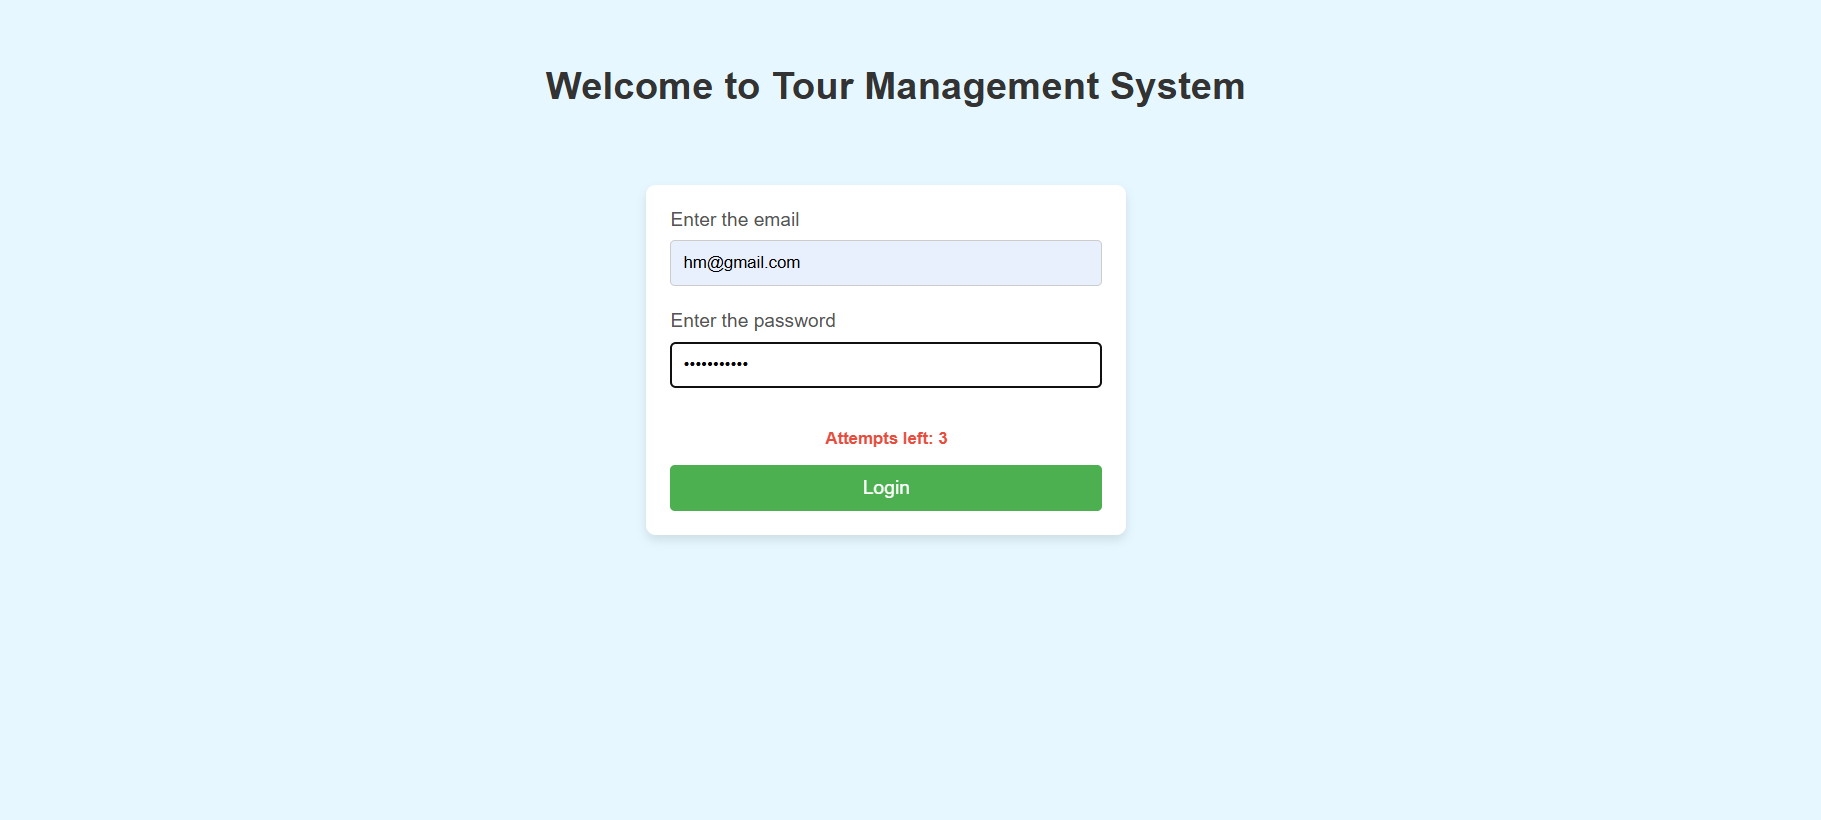 Welcome to Tour Management System
Enter the email
hm@gmail.com
Enter the password
•••••••••••
Attempts left: 3
Login